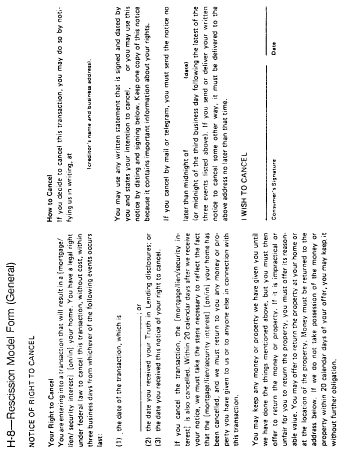 H-8—Rescission Model Form (General)
NOTICE OF RIGHT TO CANCEL
Your Right to Cancel
You are entering into a transaction that will result in a [mortgage/
lien/ security interest] [on/in] your home. You have a legal right
under federal law to cancel this transaction, without cost, within
three business days from whichever of the following events occurs
last:
(1) the date of the transaction, which is
; or
(2) the date you received your Truth in Lending disclosures; or
(3) the date you received this notice of your right to cancel.
If you cancel the transaction, the [mortgage/lien/security in-
terest] is also cancelled. Within 20 calendar days after we receive
your notice, we must take the steps necessary to reflect the fact
that the [mortgage/lien/security interest] [on/in] your home has
been cancelled, and we must return to you any money or pro-
perty you have given to us or to anyone else in connection with
this transaction.
You may keep any money or property we have given you until
we have done the things mentioned above, but you must then
offer to return the money or property. If it is impractical or
unfair for you to return the property, you must offer its reason-
able value. You may offer to return the property at your home or
at the location of the property. Money must be returned to the
address below. If we do not take possession of the money or
property within 20 calendar days of your offer, you may keep it
without further obligation.
How to Cancel
If you decide to cancel this transaction, you may do so by noti-
fying us in writing, at
(creditor's name and business address).
You may use any written statement that is signed and dated by
you and states your intention to cancel, or you may use this
notice by dating and signing below. Keep one copy of this notice
because it contains important information about your rights.
If you cancel by mail or telegram, you must send the notice no
later than midnight of
(date)
(or midnight of the third business day following the latest of the
three events listed above). If you send or deliver your written
notice to cancel some other way, it must be delivered to the
above address no later than that time.
I WISH TO CANCEL
Consumer's Signature
Date